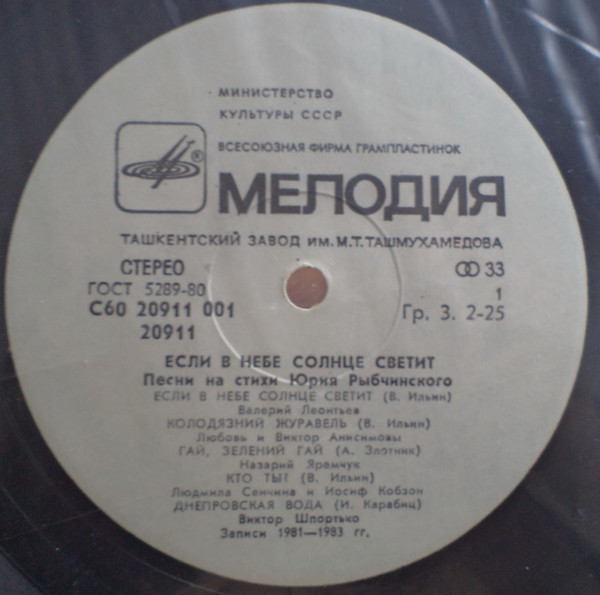 МИНИСТЕРСТВО
КУЛЬТУРЫ СССР
ВСЕСОЮЗНАЯ ФИРМА ГРАМПЛАСТИНОК
®
МЕЛОДИЯ
ТАШКЕНТСКИЙ ЗАВОД ИМ. М.Т. ТАШМУХАМЕДОВА
СТЕРЕО
33
ГОСТ 5289-80
1
С60 20911 001
Гр. 3. 2-25
20911
ЕСЛИ В НЕБЕ СОЛНЦЕ СВЕТИТ
Песни на стихи Юрия Рыбчинского
ЕСЛИ В НЕБЕ СОЛНЦЕ СВЕТИТ (В. Ильин)
Валерий Леонтьев
КОЛОДЯЗНИЙ ЖУРАВЕЛЬ (В. Ильин)
Любовь и Виктор Анисимовы
ГАЙ, ЗЕЛЕНИЙ ГАЙ (А. Злотник)
Назарий Яремчук
КТО ТЫ? (В. Ильин)
Людмила Сенчина и Иосиф Кобзон
ДНЕПРОВСКАЯ ВОДА (И. Карабиц)
Виктор Шпортько
Записи 1981—1983 гг.